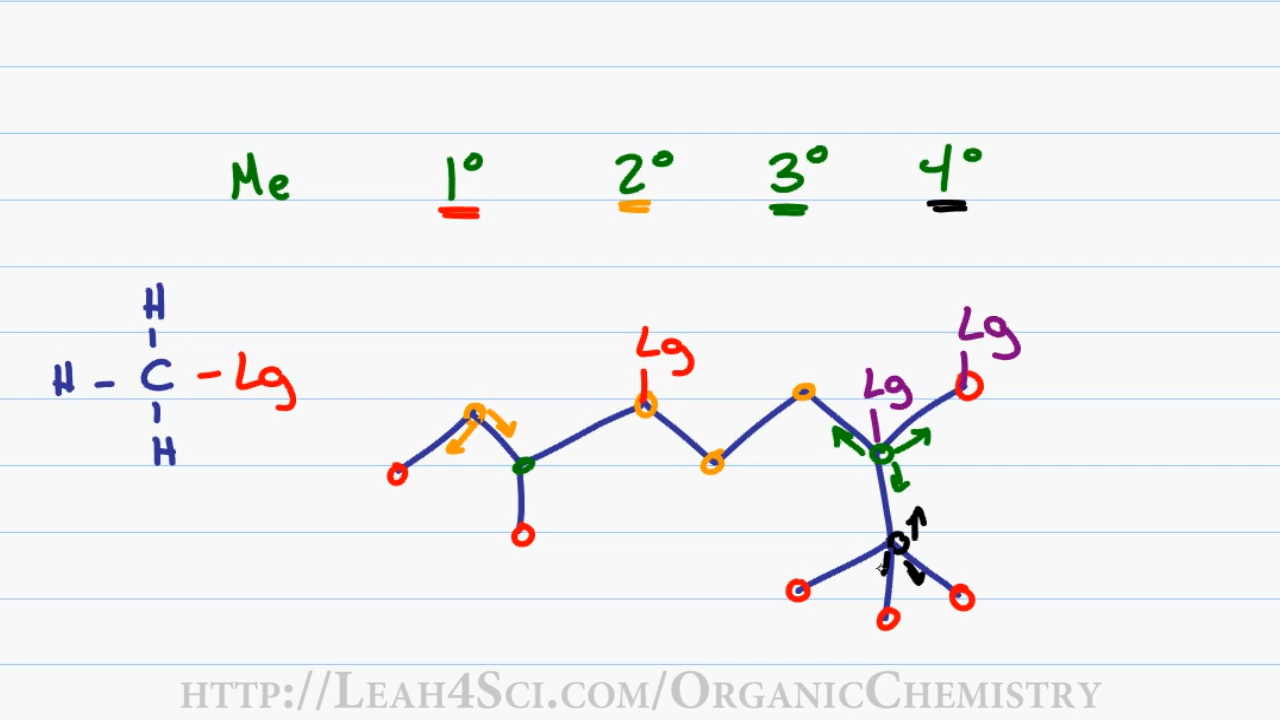 Me 1° 2° 3° 4°
H
H - C - Lg
H
Lg
Lg
Lg
HTTP://LEAH4SCI.COM/ORGANICCHEMISTRY